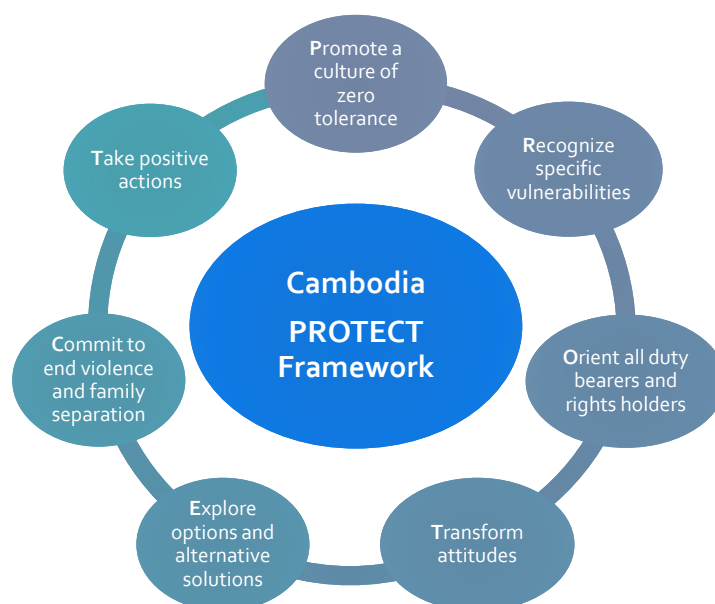 Promote a
culture of
zero
tolerance
Recognize
specific
vulnerabilities
Orient all duty
bearers and
rights holders
Transform
attitudes
Explore
options and
alternative
solutions
Commit to
end violence
and family
separation
Take positive
actions
Cambodia
PROTECT
Framework